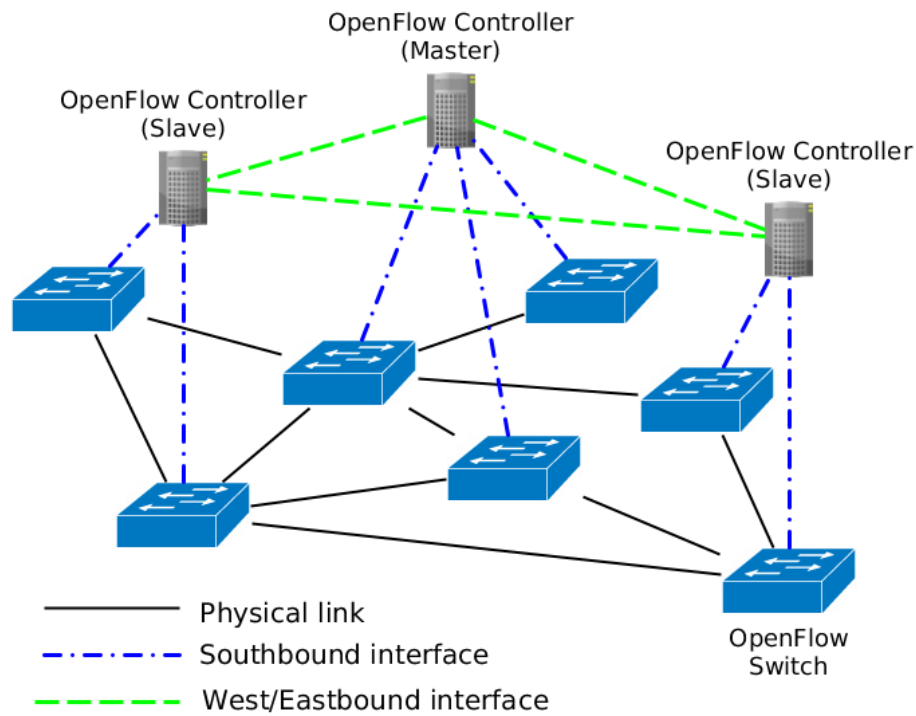 OpenFlow Controller
(Master)
OpenFlow Controller
(Slave)
OpenFlow Controller
(Slave)
OpenFlow
Switch
Physical link
Southbound interface
West/Eastbound interface